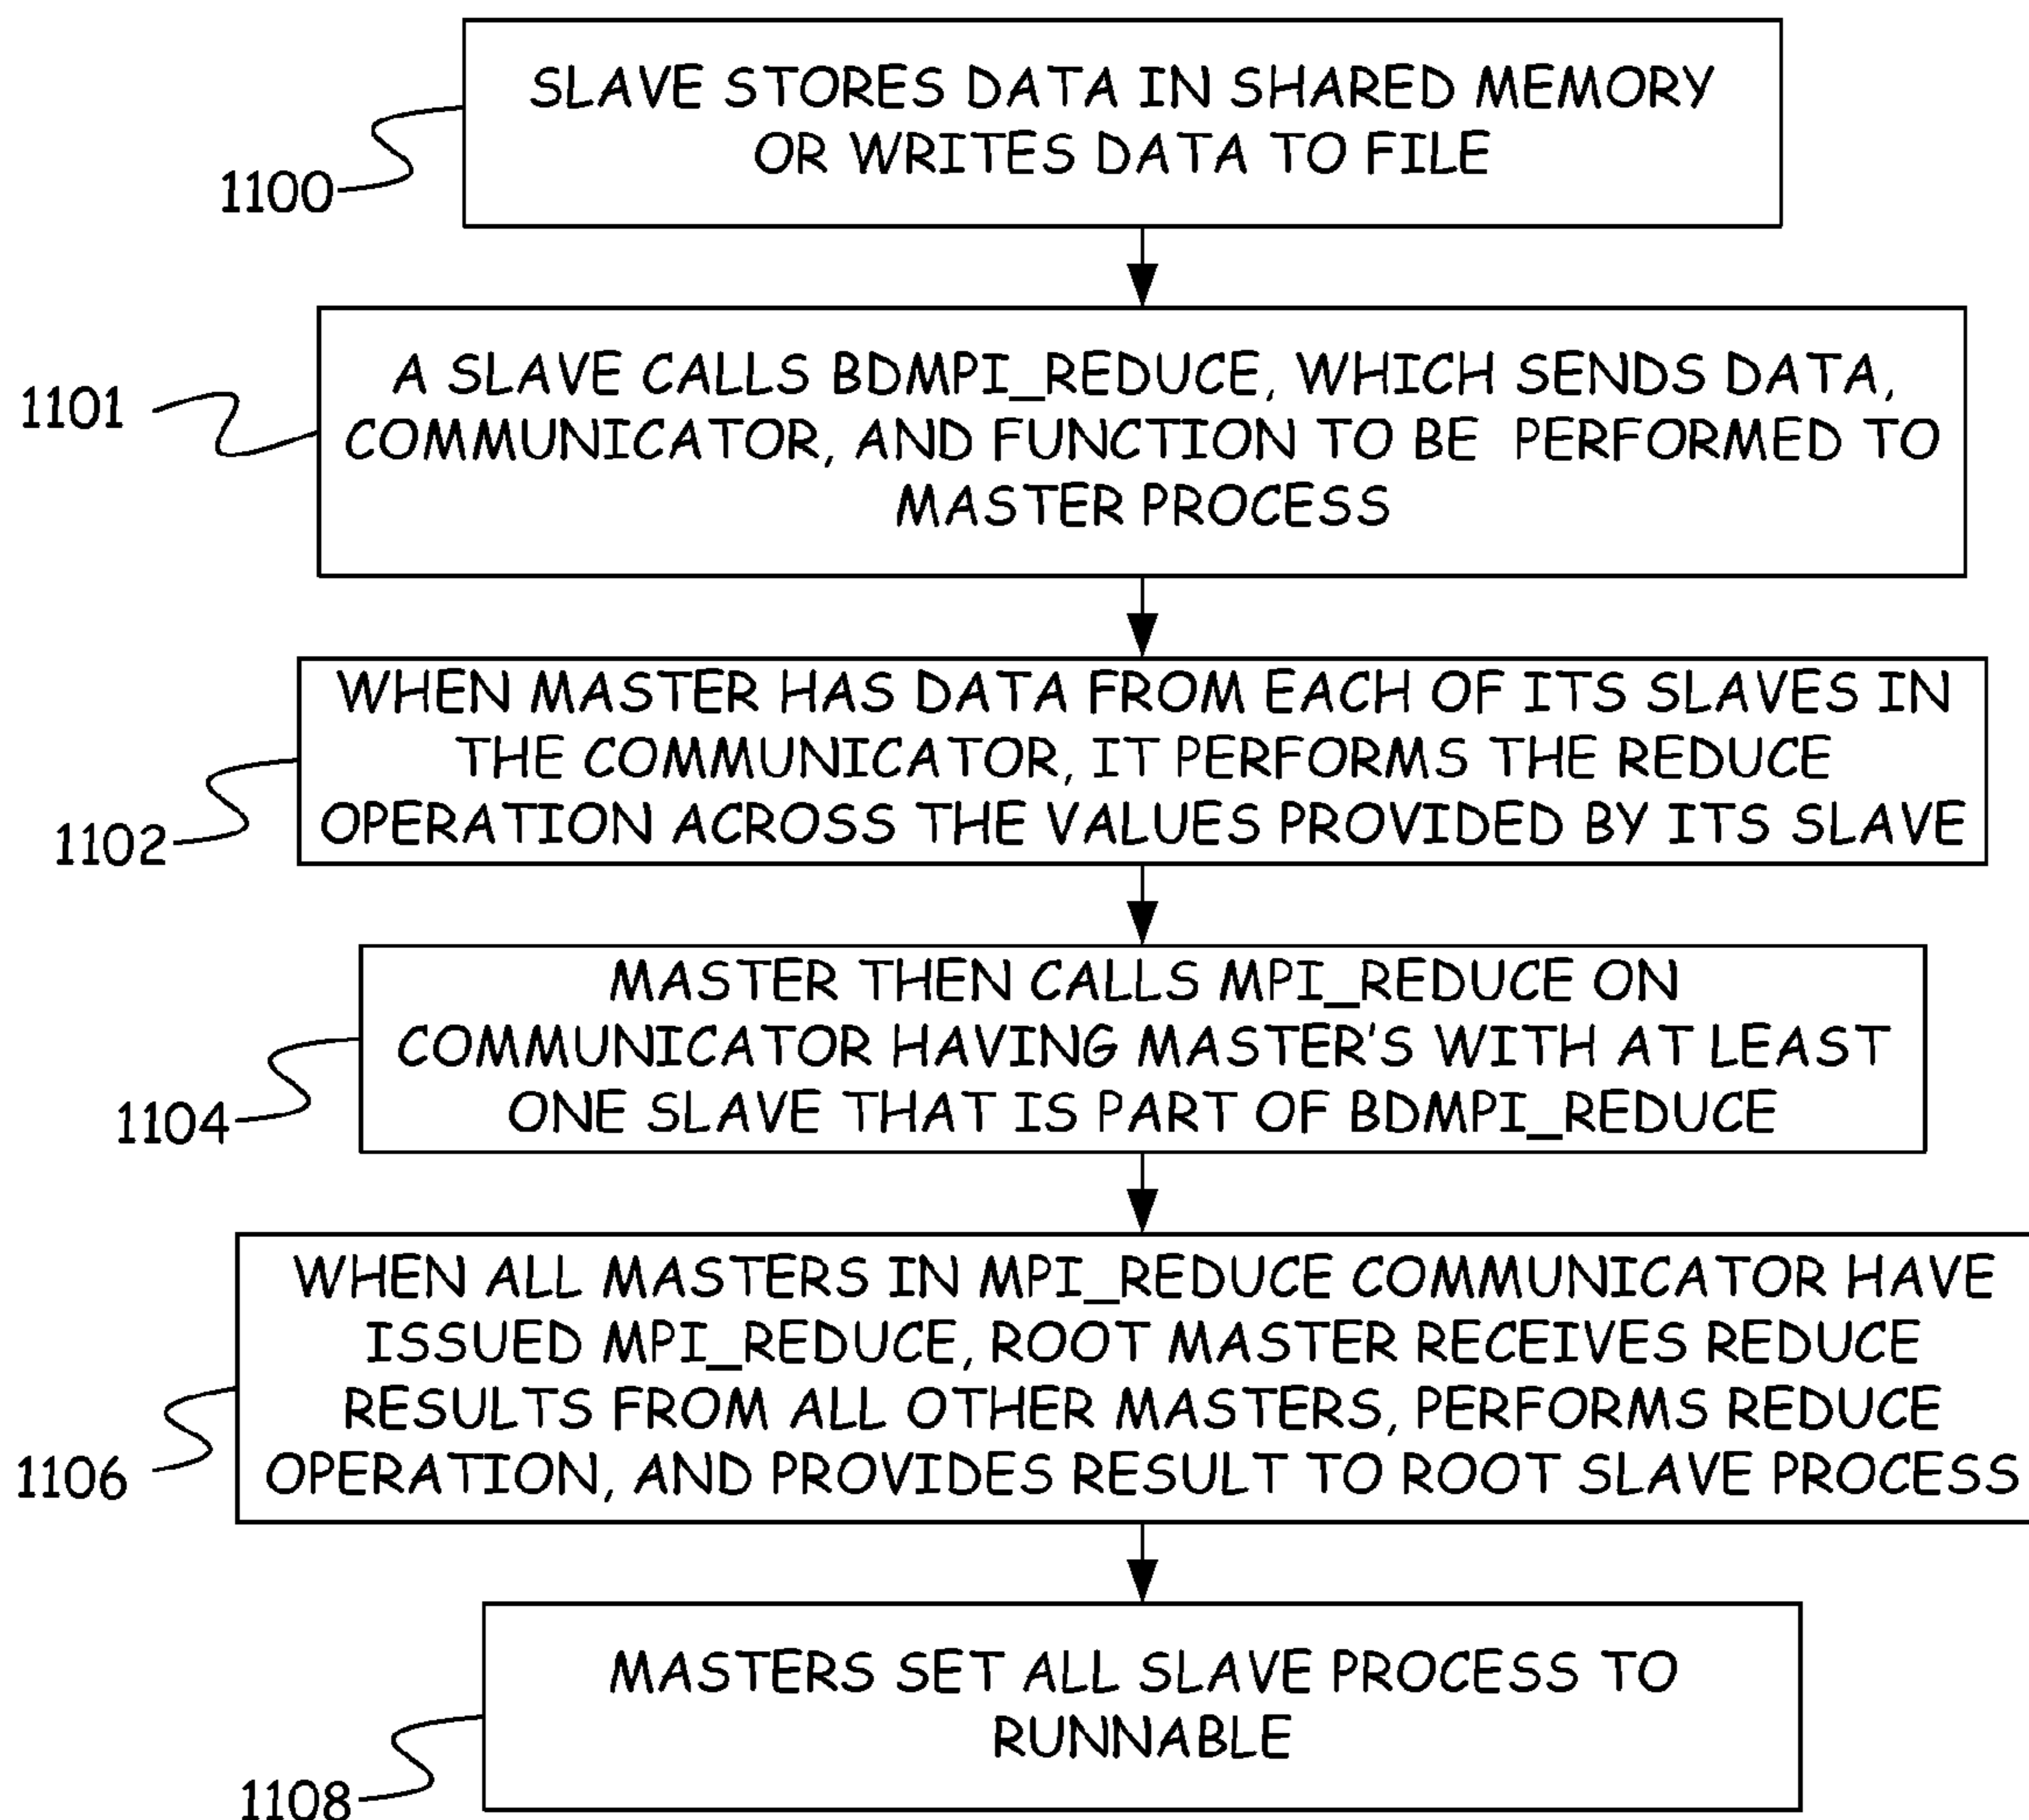 SLAVE STORES DATA IN SHARED MEMORY
OR WRITES DATA TO FILE
1100
A SLAVE CALLS BDMPI_REDUCE, WHICH SENDS DATA,
COMMUNICATOR, AND FUNCTION TO BE PERFORMED TO
MASTER PROCESS
1101
WHEN MASTER HAS DATA FROM EACH OF ITS SLAVES IN
THE COMMUNICATOR, IT PERFORMS THE REDUCE
OPERATION ACROSS THE VALUES PROVIDED BY ITS SLAVE
1102
MASTER THEN CALLS MPI_REDUCE ON
COMMUNICATOR HAVING MASTER'S WITH AT LEAST
ONE SLAVE THAT IS PART OF BDMPI_REDUCE
1104
WHEN ALL MASTERS IN MPI_REDUCE COMMUNICATOR HAVE
ISSUED MPI_REDUCE, ROOT MASTER RECEIVES REDUCE
RESULTS FROM ALL OTHER MASTERS, PERFORMS REDUCE
OPERATION, AND PROVIDES RESULT TO ROOT SLAVE PROCESS
1106
MASTERS SET ALL SLAVE PROCESS TO
RUNNABLE
1108